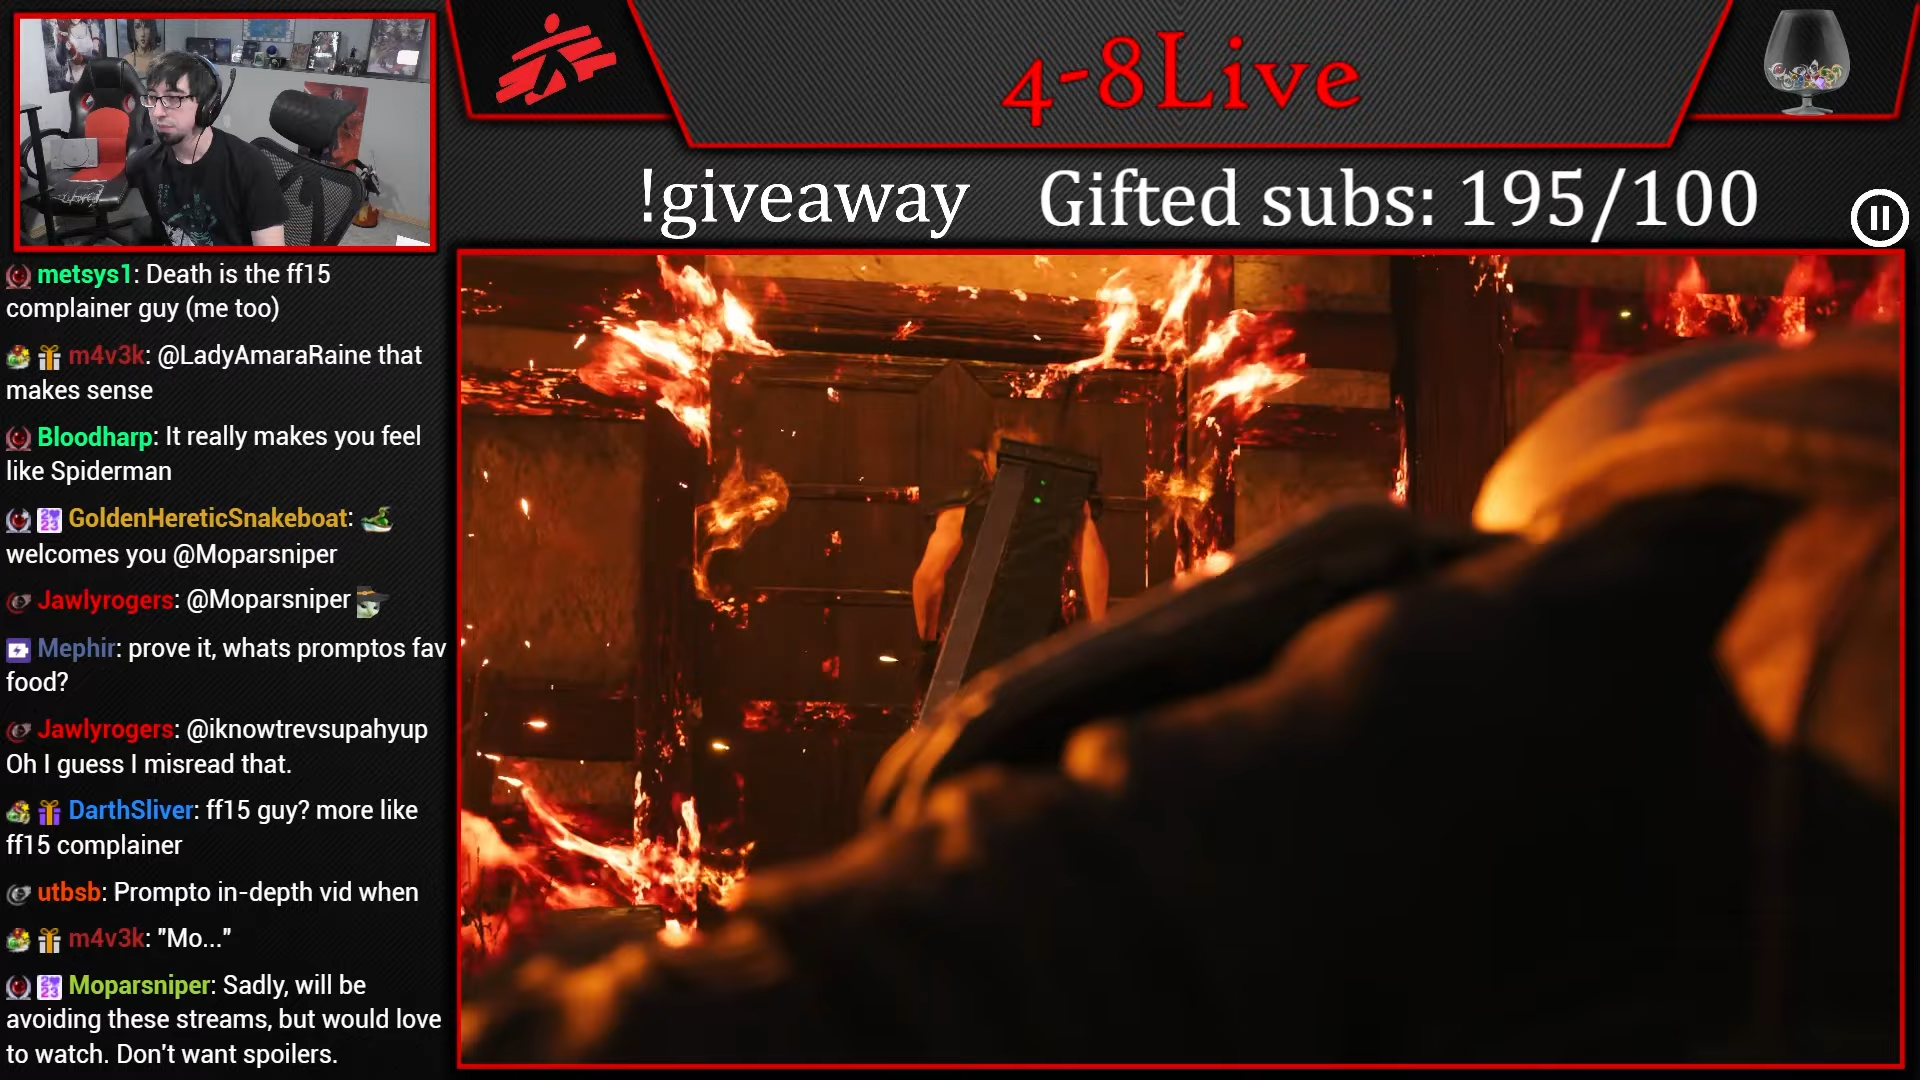 4-8Live
!giveaway Gifted subs: 195/100
metsys1: Death is the ff15
complainer guy (me too)
m4v3k: @LadyAmaraRaine that
makes sense
Bloodharp: It really makes you feel
like Spiderman
GoldenHereticSnakeboat:
welcomes you @Moparsniper
Jawlyrogers: @Moparsniper
Mephir: prove it, whats promptos fav
food?
Jawlyrogers: @iknowtrevsupahyup
Oh I guess I misread that.
DarthSliver: ff15 guy? more like
ff15 complainer
utbsb: Prompto in-depth vid when
m4v3k: "Mo..."
Moparsniper: Sadly, will be
avoiding these streams, but would love
to watch. Don't want spoilers.